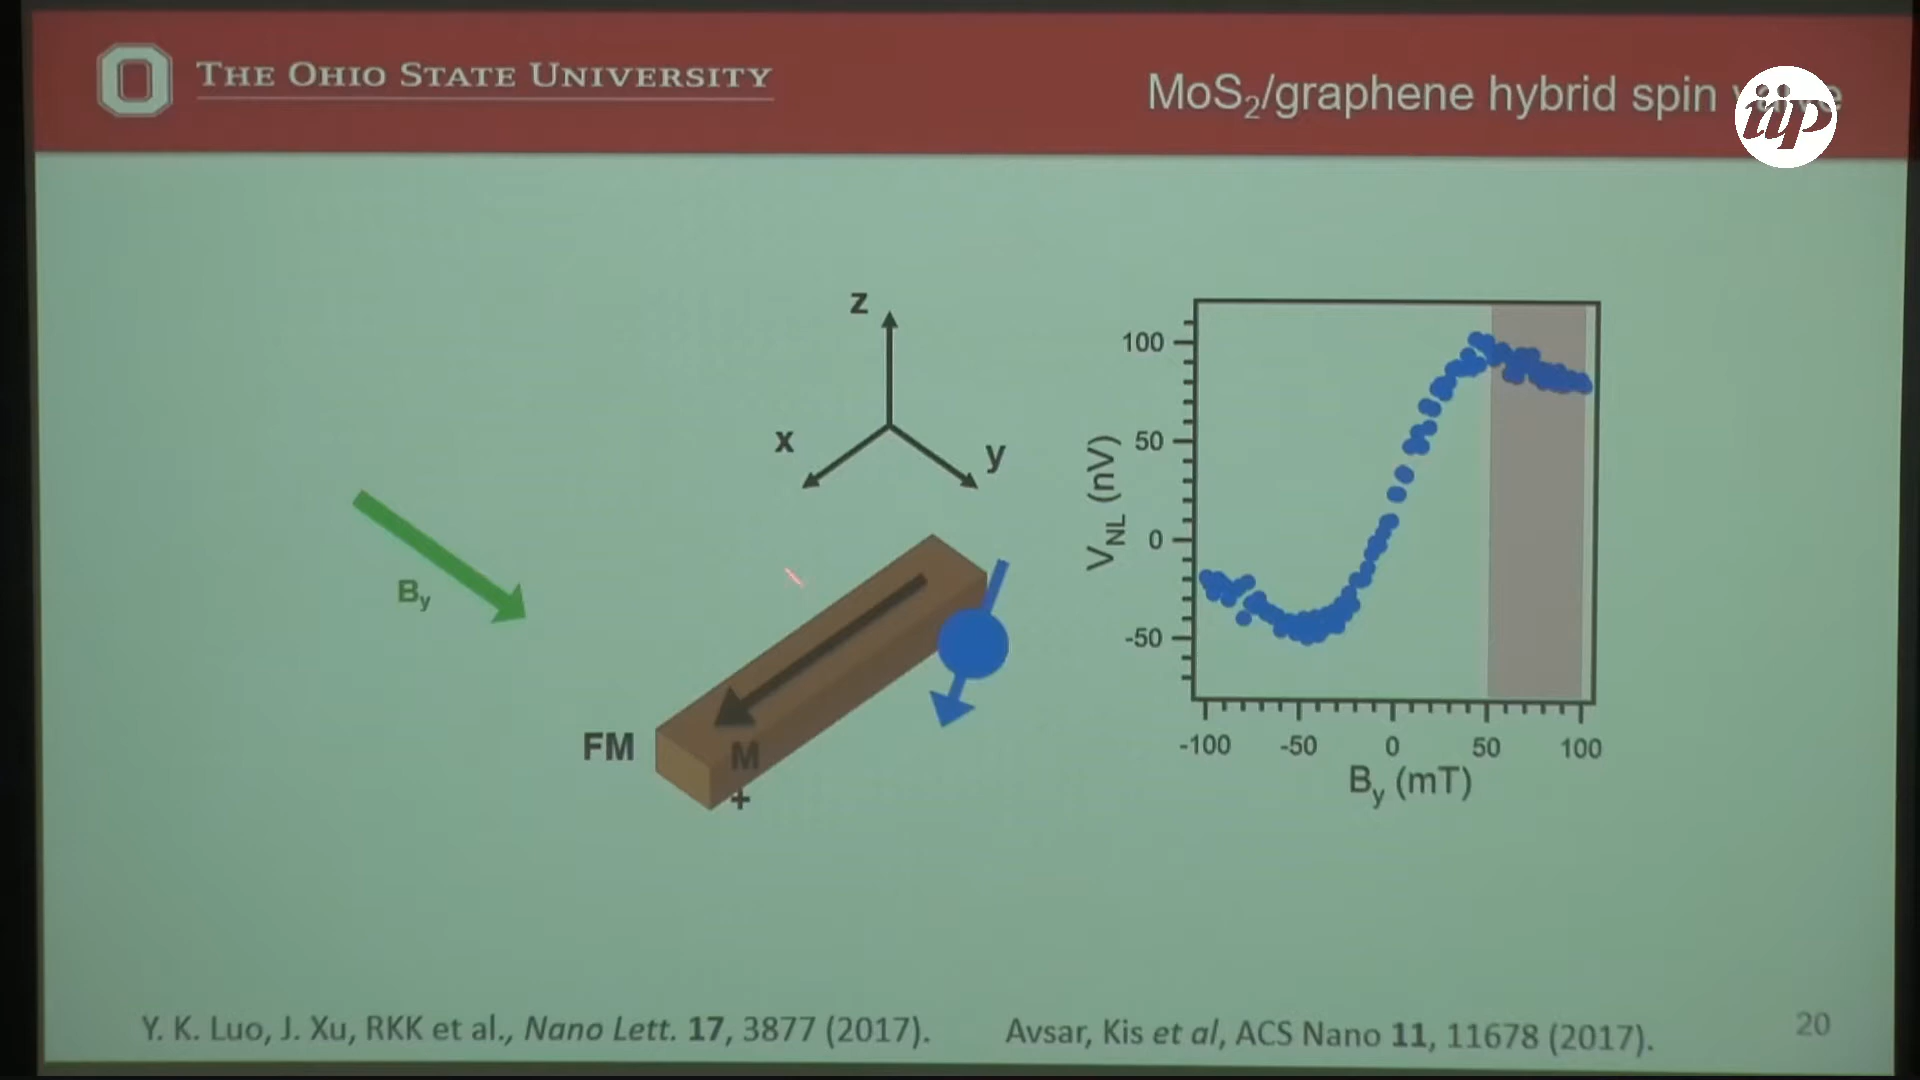 THE OHIO STATE UNIVERSITY
MoS₂/graphene hybrid spin
iip
z
x
y
By
FM
M
+
100
50
0
-50
VNL (nV)
-100 -50 0 50 100
By (mT)
Y. K. Luo, J. Xu, RKK et al., Nano Lett. 17, 3877 (2017).
Avsar, Kis et al, ACS Nano 11, 11678 (2017).
20